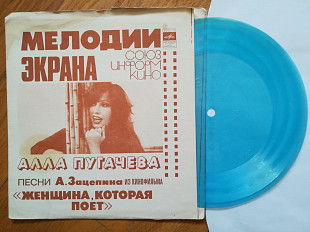 МЕЛОДИИ
ЭКРАНА
СОЮЗ
ИНФОРМ
КИНО
АЛЛА ПУГАЧЕВА
ПЕСНИ А. Зацепина ИЗ КИНОФИЛЬМА
«ЖЕНЩИНА, КОТОРАЯ
ПОЕТ»